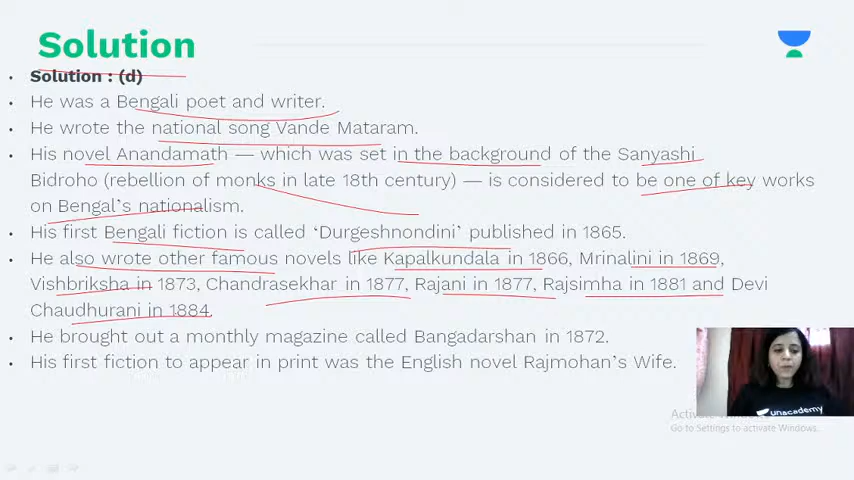 Solution
• Solution : (d)
• He was a Bengali poet and writer.
• He wrote the national song Vande Mataram.
• His novel Anandamath — which was set in the background of the Sanyashi
Bidroho (rebellion of monks in late 18th century) — is considered to be one of key works
on Bengal's nationalism.
• His first Bengali fiction is called ‘Durgeshnondini’ published in 1865.
• He also wrote other famous novels like Kapalkundala in 1866, Mrinalini in 1869,
Vishbriksha in 1873, Chandrasekhar in 1877, Rajani in 1877, Rajsimha in 1881 and Devi
Chaudhurani in 1884.
• He brought out a monthly magazine called Bangadarshan in 1872.
• His first fiction to appear in print was the English novel Rajmohan's Wife.
unacademy
Go to Settings to activate Windows.